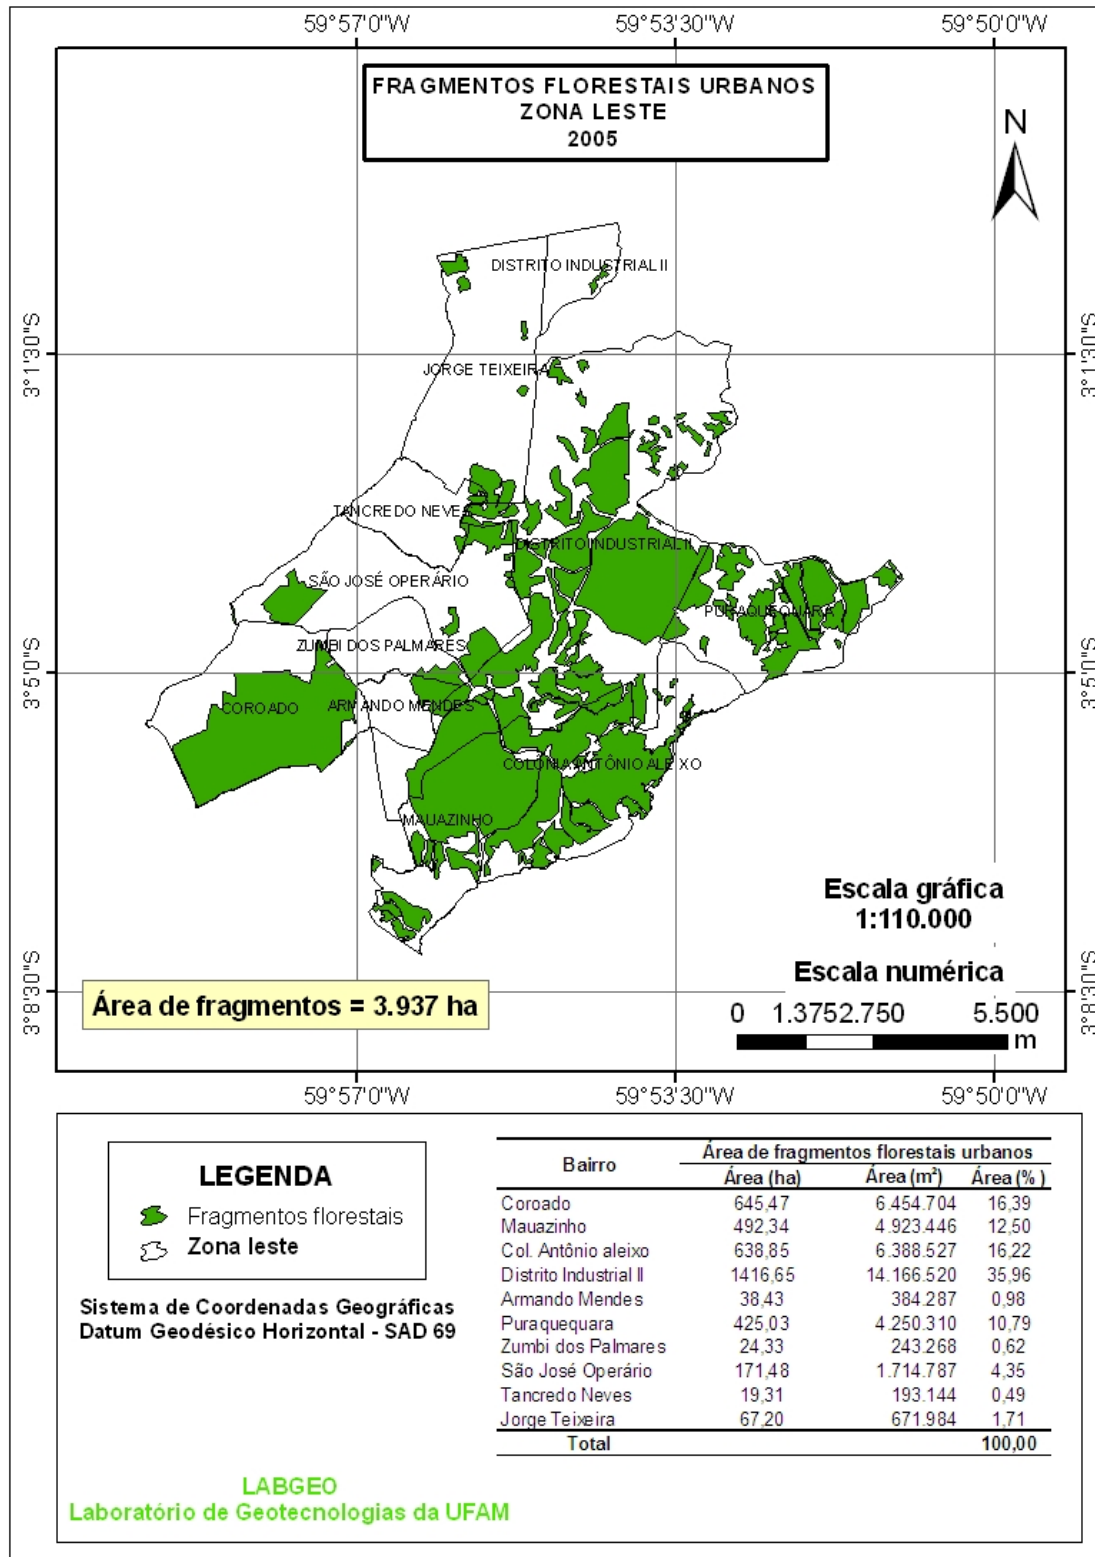 59°57'0"W 59°53'30"W 59°50'0"W
FRAGMENTOS FLORESTAIS URBANOS
ZONA LESTE
2005
N
DISTRITO INDUSTRIAL II
3°1'30"S 3°1'30"S
JORGE TEIXEIRA
TANCREDO NEVES
DISTRITO INDUSTRIAL II
SÃO JOSÉ OPERÁRIO
PURAQUEQUARA
ZUMBI DOS PALMARES
3°5'0"S 3°5'0"S
COROADO ARMANDO MENDES
COLONIA ANTÔNIO ALEIXO
MAUAZINHO
Escala gráfica
1:110.000
Escala numérica
3°8'30"S 3°8'30"S
Área de fragmentos = 3.937 ha
0 1.3752.750 5.500
m
59°57'0"W 59°53'30"W 59°50'0"W
LEGENDA
Fragmentos florestais
Zona leste
Sistema de Coordenadas Geográficas
Datum Geodésico Horizontal - SAD 69
Bairro Área de fragmentos florestais urbanos
Área (ha) Área (m²) Área (%)
Coroado 645,47 6.454.704 16,39
Mauazinho 492,34 4.923.446 12,50
Col. Antônio aleixo 638,85 6.388.527 16,22
Distrito Industrial II 1416,65 14.166.520 35,96
Armando Mendes 38,43 384.287 0,98
Puraquequara 425,03 4.250.310 10,79
Zumbi dos Palmares 24,33 243.268 0,62
São José Operário 171,48 1.714.787 4,35
Tancredo Neves 19,31 193.144 0,49
Jorge Teixeira 67,20 671.984 1,71
Total 100,00
LABGEO
Laboratório de Geotecnologias da UFAM